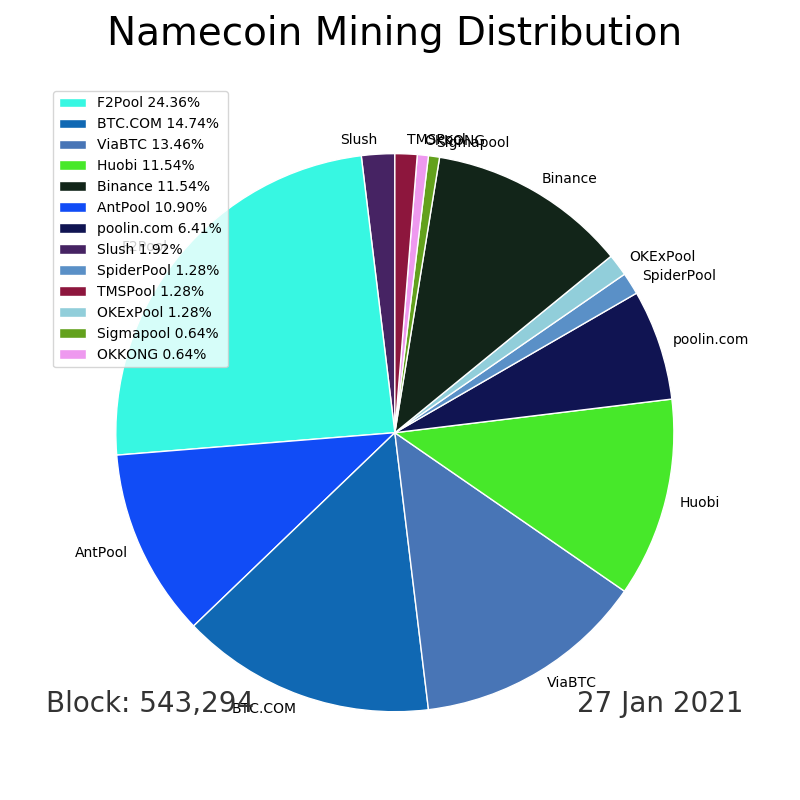 Namecoin Mining Distribution
F2Pool 24.36%
BTC.COM 14.74%
ViaBTC 13.46%
Huobi 11.54%
Binance 11.54%
AntPool 10.90%
poolin.com 6.41%
Slush 1.92%
SpiderPool 1.28%
TMSPool 1.28%
OKExPool 1.28%
Sigmapool 0.64%
OKKONG 0.64%
Slush
TMSPool
OKKONG
Sigmapool
Binance
F2Pool
OKExPool
SpiderPool
poolin.com
Huobi
AntPool
ViaBTC
BTC.COM
Block: 543,294
27 Jan 2021